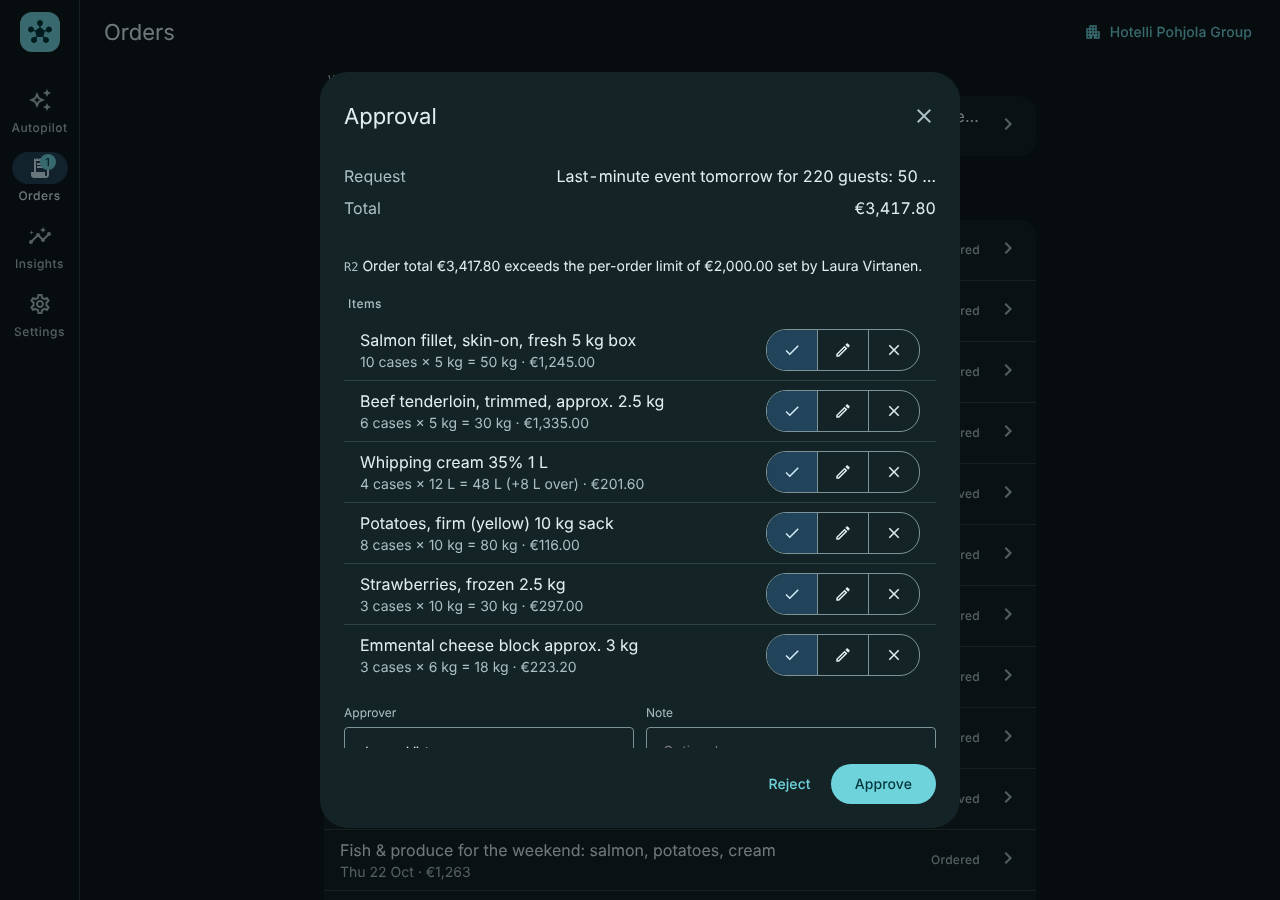 Orders
Hotelli Pohjola Group
Autopilot
1
Orders
Insights
Settings
Approval
Request
Last-minute event tomorrow for 220 guests: 50 ...
Total
€3,417.80
R2 Order total €3,417.80 exceeds the per-order limit of €2,000.00 set by Laura Virtanen.
Items
Salmon fillet, skin-on, fresh 5 kg box
10 cases × 5 kg = 50 kg · €1,245.00
Beef tenderloin, trimmed, approx. 2.5 kg
6 cases × 5 kg = 30 kg · €1,335.00
Whipping cream 35% 1 L
4 cases × 12 L = 48 L (+8 L over) · €201.60
Potatoes, firm (yellow) 10 kg sack
8 cases × 10 kg = 80 kg · €116.00
Strawberries, frozen 2.5 kg
3 cases × 10 kg = 30 kg · €297.00
Emmental cheese block approx. 3 kg
3 cases × 6 kg = 18 kg · €223.20
Approver
Note
Reject
Approve
Fish & produce for the weekend: salmon, potatoes, cream
Thu 22 Oct · €1,263
Ordered